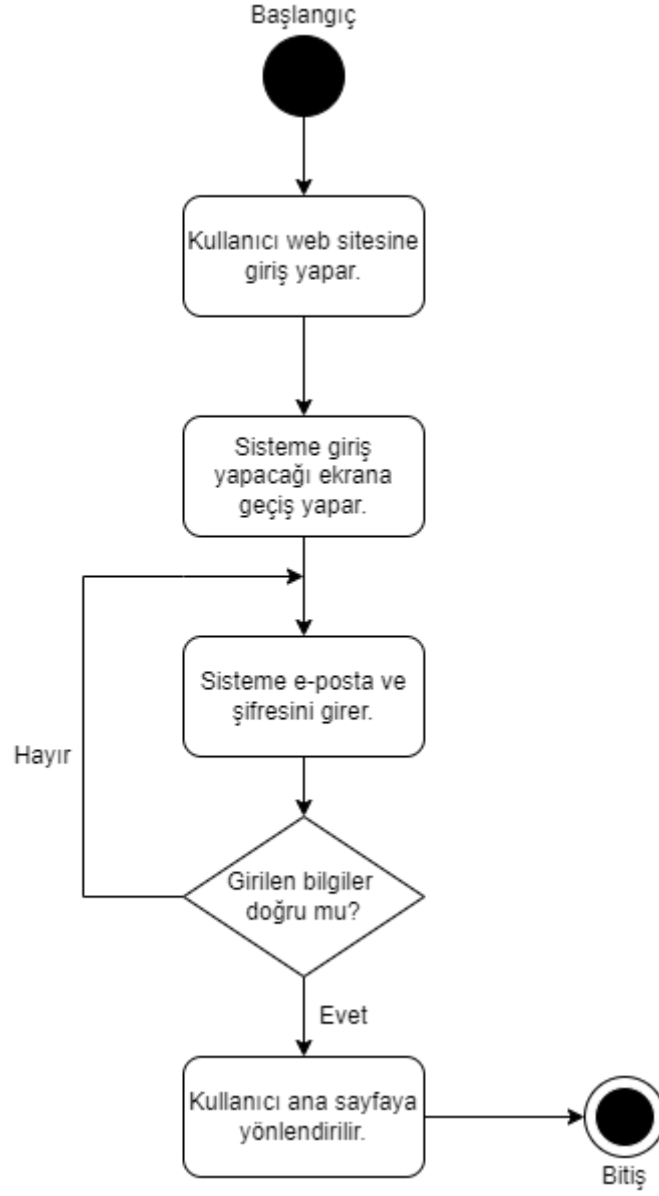 Başlangıç
Kullanıcı web sitesine
giriş yapar.
Sisteme giriş
yapacağı ekrana
geçiş yapar.
Sisteme e-posta ve
şifresini girer.
Hayır
Girilen bilgiler
doğru mu?
Evet
Kullanıcı ana sayfaya
yönlendirilir.
Bitiş